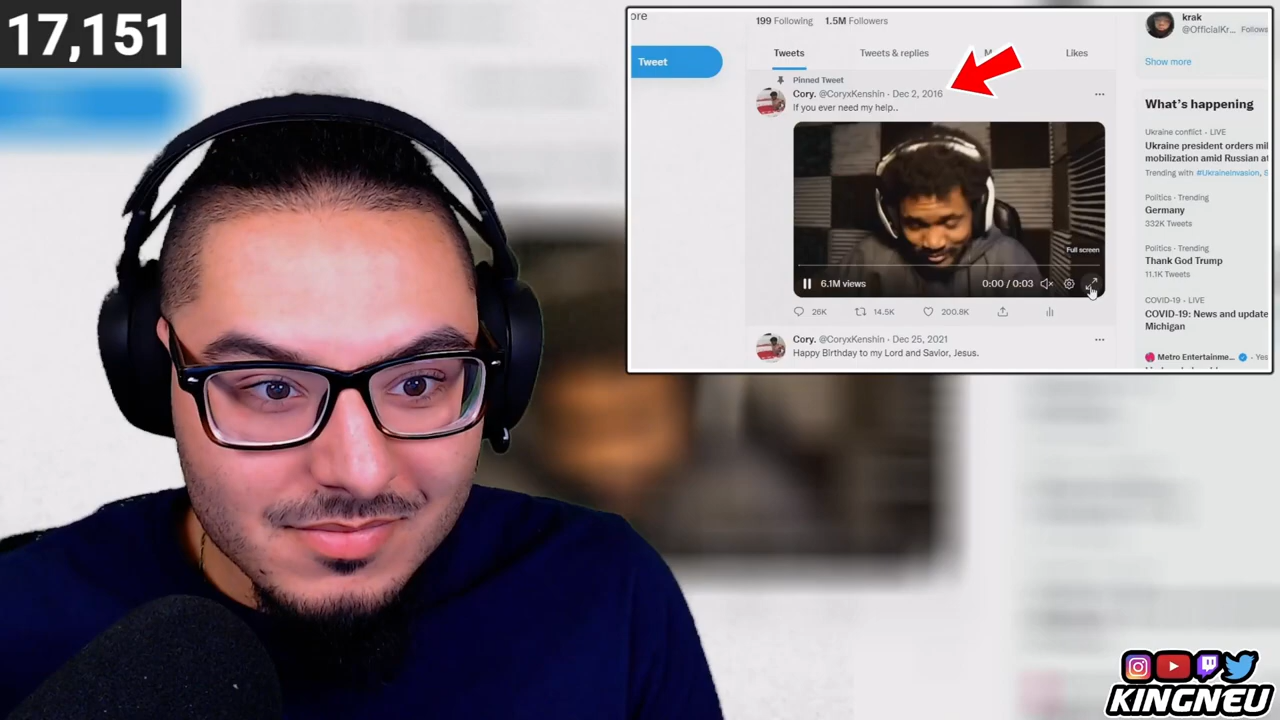 17,151
ore
Tweet
199 Following 1.5M Followers
Tweets Tweets & replies M Likes
Pinned Tweet
Cory. @CoryxKenshin · Dec 2, 2016
If you ever need my help..
Full screen
6.1M views 0:00 / 0:03
26K 14.5K 200.8K
Cory. @CoryxKenshin · Dec 25, 2021
Happy Birthday to my Lord and Savior, Jesus.
krak
@OfficialKr... Follows
Show more
What's happening
Ukraine conflict · LIVE
Ukraine president orders mil
mobilization amid Russian at
Trending with #UkraineInvasion, S
Politics · Trending
Germany
332K Tweets
Politics · Trending
Thank God Trump
11.1K Tweets
COVID-19 · LIVE
COVID-19: News and update
Michigan
Metro Entertainme... · Yes
KINGNEU